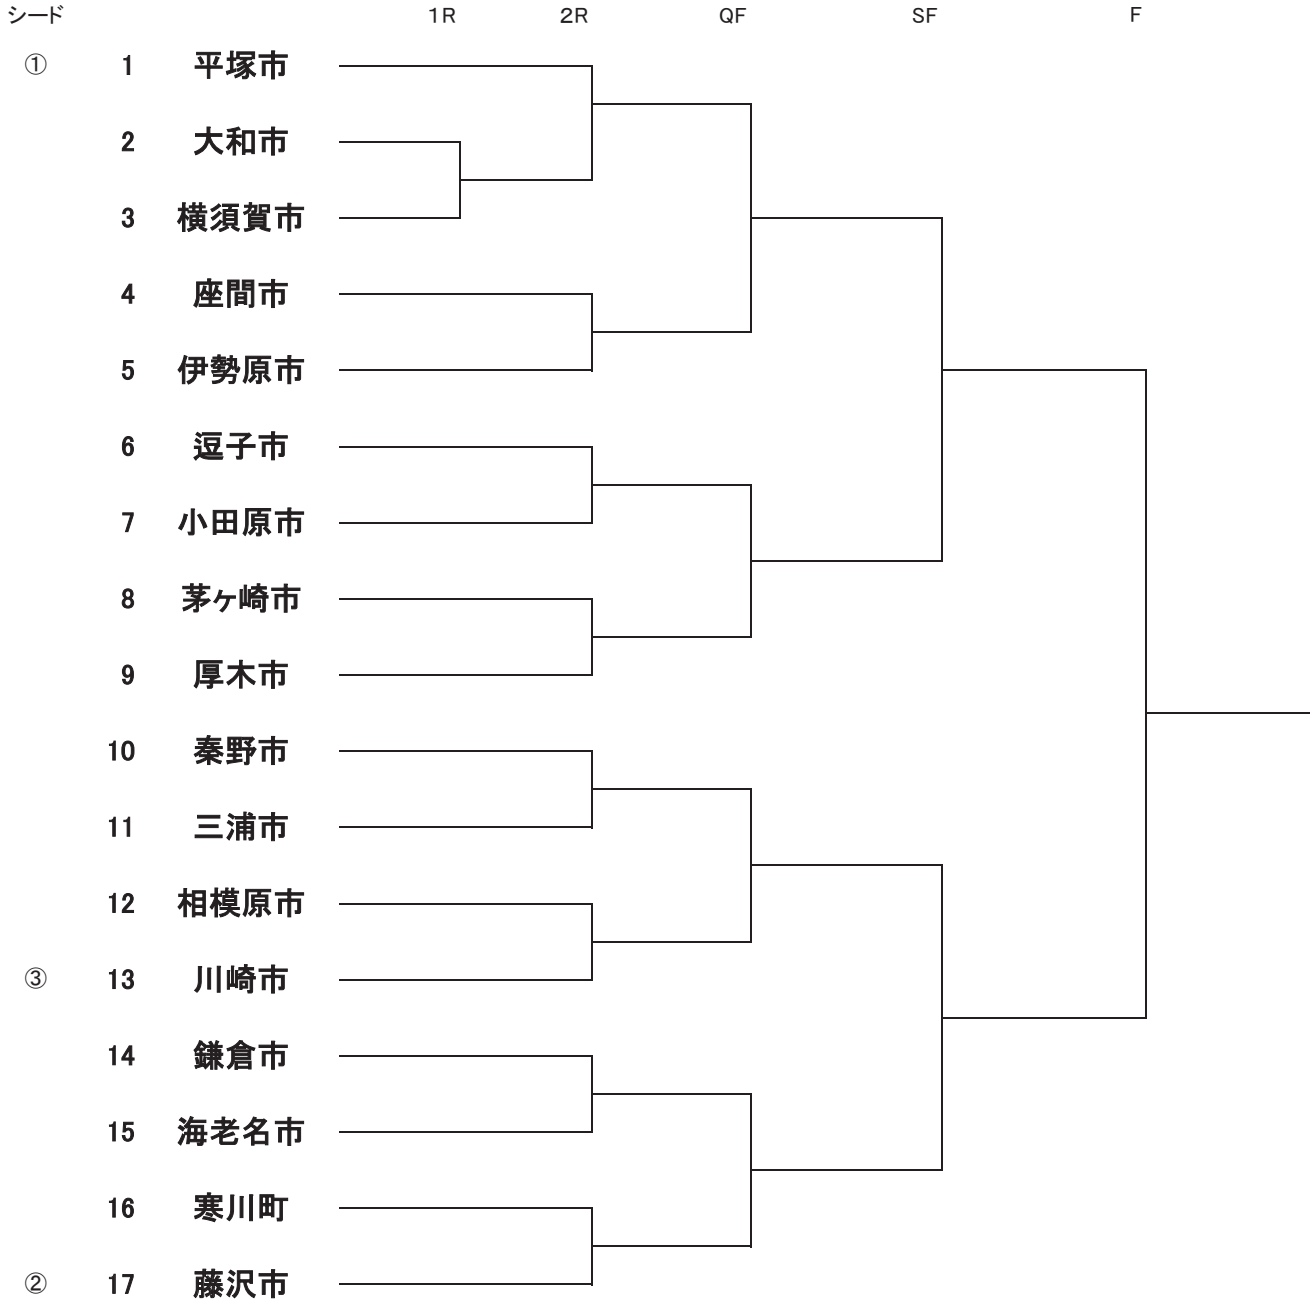 シード 1R 2R QF SF F
① 1 平塚市
2 大和市
3 横須賀市
4 座間市
5 伊勢原市
6 逗子市
7 小田原市
8 茅ヶ崎市
9 厚木市
10 秦野市
11 三浦市
12 相模原市
③ 13 川崎市
14 鎌倉市
15 海老名市
16 寒川町
② 17 藤沢市